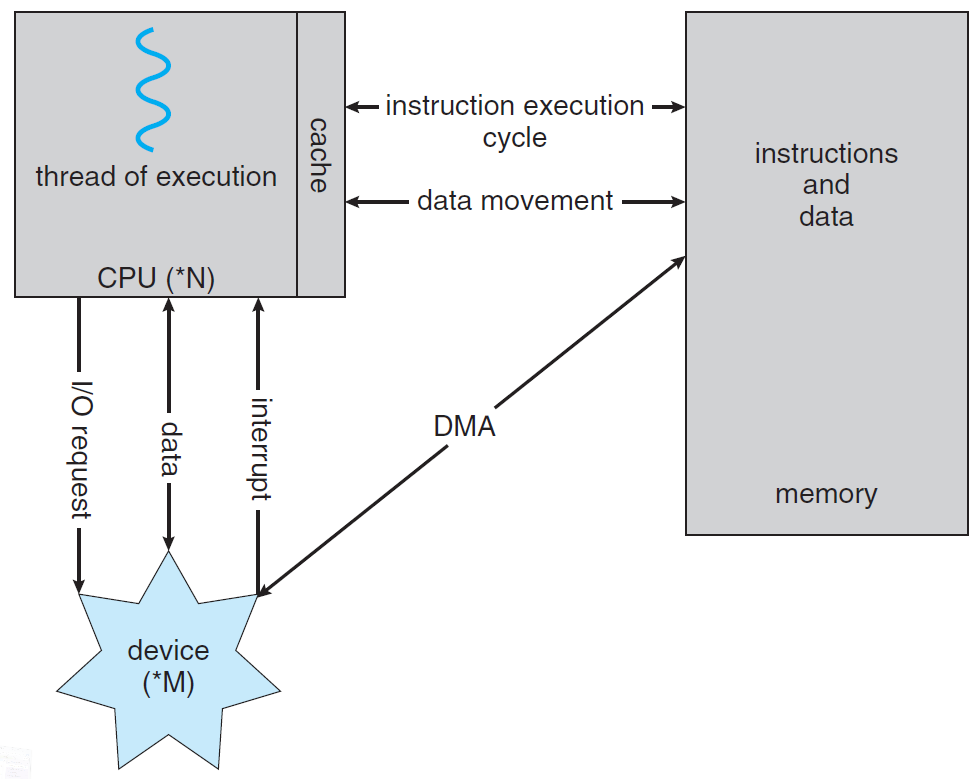 thread of execution
CPU (*N)
cache
instruction execution
cycle
data movement
instructions
and
data
memory
I/O request
data
interrupt
DMA
device
(*M)